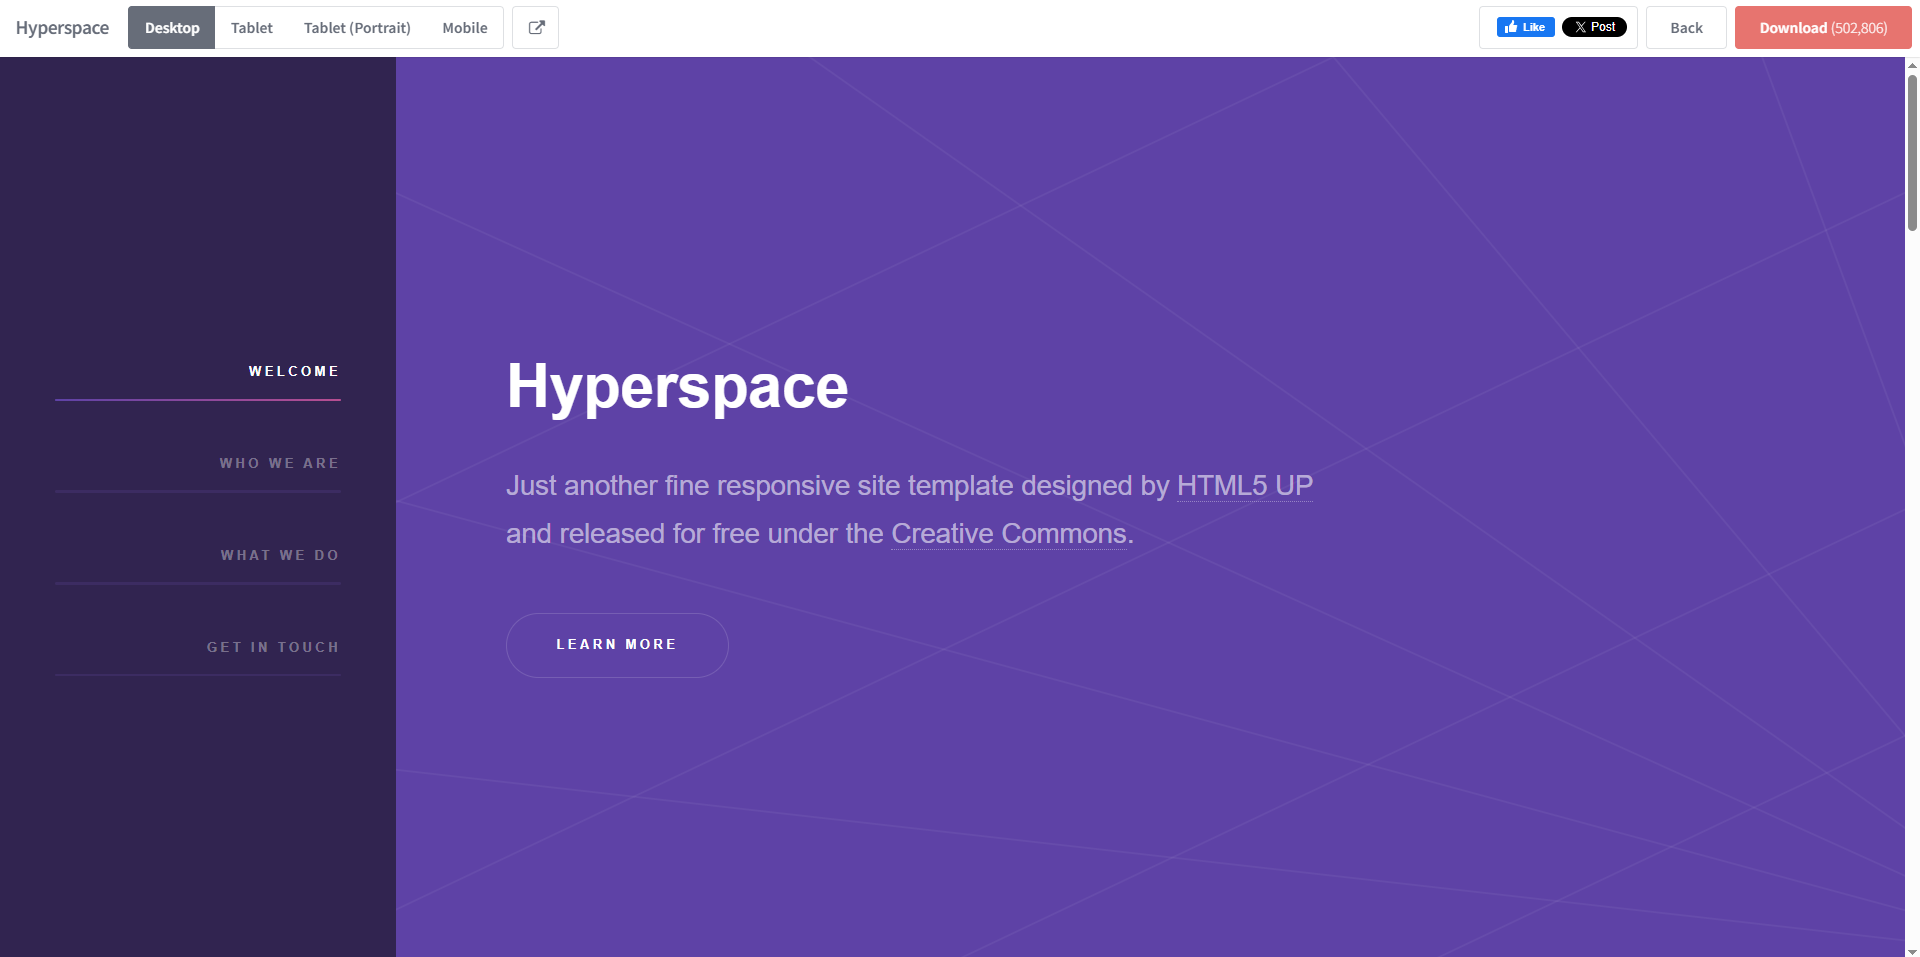 Hyperspace Desktop Tablet Tablet (Portrait) Mobile Like Post Back Download (502,806)
WELCOME
WHO WE ARE
WHAT WE DO
GET IN TOUCH
Hyperspace
Just another fine responsive site template designed by HTML5 UP
and released for free under the Creative Commons.
LEARN MORE